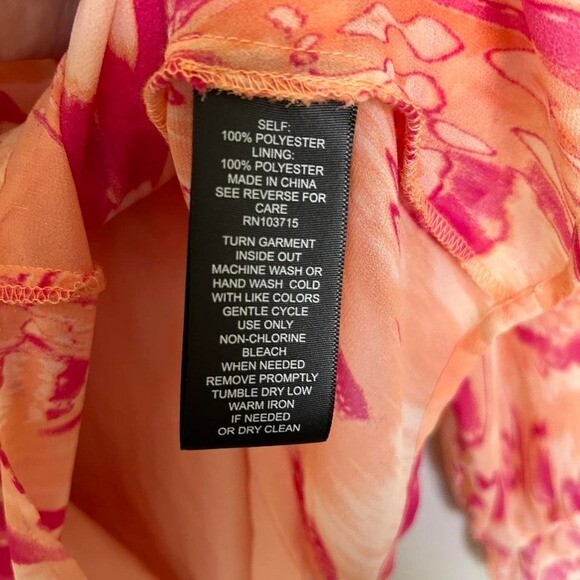 SELF:
100% POLYESTER
LINING:
100% POLYESTER
MADE IN CHINA
SEE REVERSE FOR
CARE
RN103715
TURN GARMENT
INSIDE OUT
MACHINE WASH OR
HAND WASH COLD
WITH LIKE COLORS
GENTLE CYCLE
USE ONLY
NON-CHLORINE
BLEACH
WHEN NEEDED
REMOVE PROMPTLY
TUMBLE DRY LOW
WARM IRON
IF NEEDED
OR DRY CLEAN